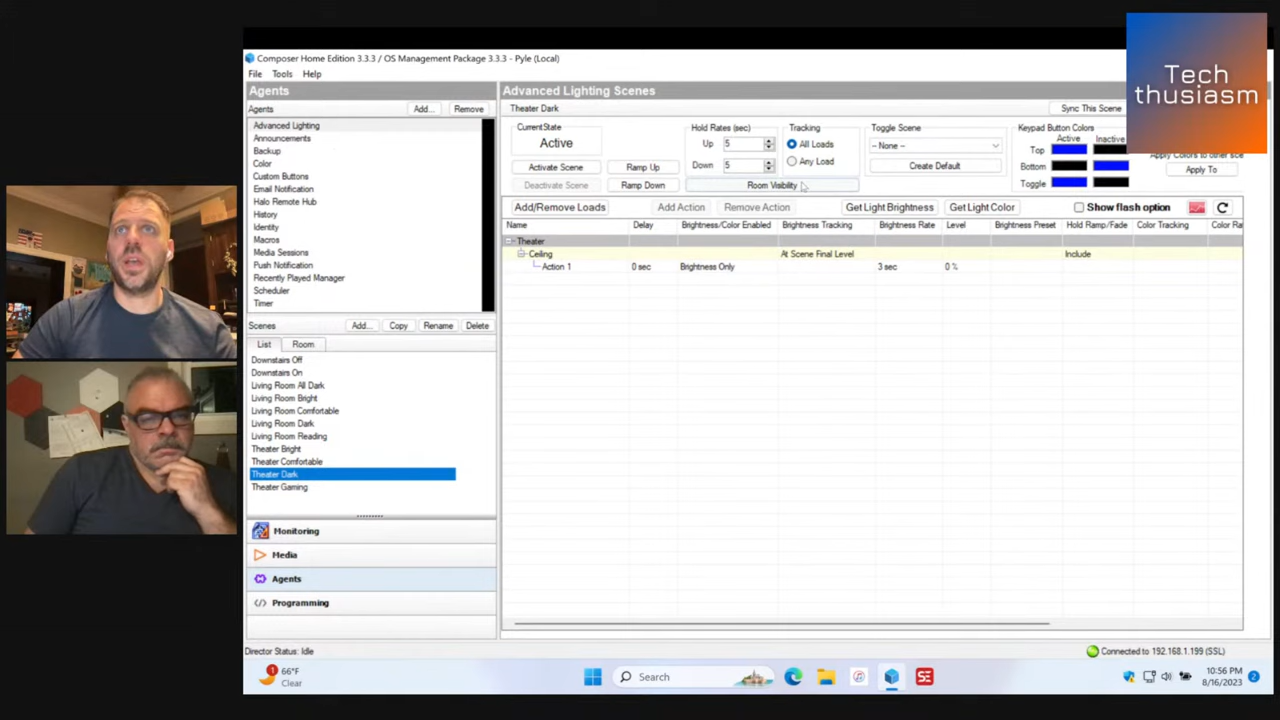 Tech
thusiasm
Composer Home Edition 3.3.3 / OS Management Package 3.3.3 - Pyle (Local)
File Tools Help
Agents
Agents Add... Remove
Advanced Lighting
Announcements
Backup
Color
Custom Buttons
Email Notification
Halo Remote Hub
History
Identity
Macros
Media Sessions
Push Notification
Recently Played Manager
Scheduler
Timer
Scenes Add... Copy Rename Delete
List Room
Downstairs Off
Downstairs On
Living Room All Dark
Living Room Bright
Living Room Comfortable
Living Room Dark
Living Room Reading
Theater Bright
Theater Comfortable
Theater Dark
Theater Gaming
Monitoring
Media
Agents
Programming
Advanced Lighting Scenes
Theater Dark Sync This Scene
Current State
Active
Activate Scene Ramp Up
Deactivate Scene Ramp Down
Hold Rates (sec)
Up 5
Down 5
Tracking
All Loads
Any Load
Room Visibility
Toggle Scene
-- None --
Create Default
Keypad Button Colors
Active Inactive
Top
Bottom
Toggle
Apply Colors to other sce
Apply To
Add/Remove Loads Add Action Remove Action Get Light Brightness Get Light Color Show flash option
Name Delay Brightness/Color Enabled Brightness Tracking Brightness Rate Level Brightness Preset Hold Ramp/Fade Color Tracking Color Ra
Theater
Ceiling At Scene Final Level Include
Action 1 0 sec Brightness Only 3 sec 0 %
Director Status: Idle Connected to 192.168.1.199 (SSL)
1 66°F
Clear
Search
SE
10:56 PM
8/16/2023
2